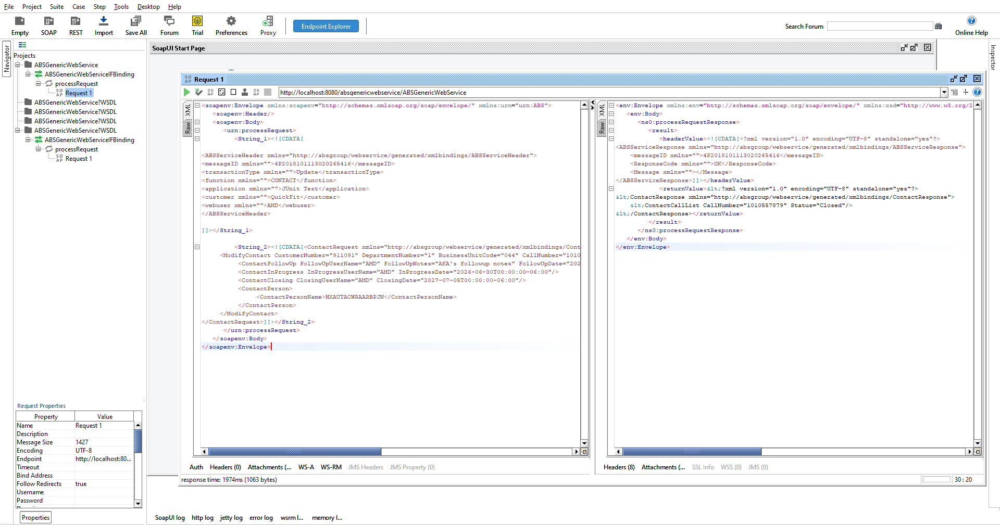 File Project Suite Case Step Tools Desktop Help
Empty SOAP REST Import Save All Forum Trial Preferences Proxy
Endpoint Explorer
Search Forum
Online Help
Navigator
Inspector
Projects
ABSGenericWebService
ABSGenericWebServiceIFBinding
processRequest
Request 1
ABSGenericWebService?WSDL
ABSGenericWebService?WSDL
ABSGenericWebService?WSDL
ABSGenericWebService?WSDL
ABSGenericWebServiceIFBinding
processRequest
Request 1
Request Properties
Property Value
Name Request 1
Description
Message Size 1427
Encoding UTF-8
Endpoint http://localhost:80...
Timeout
Bind Address
Follow Redirects true
Username
Password
Properties
SoapUI Start Page
Request 1
http://localhost:8080/absgenericwebservice/ABSGenericWebService
XML
Raw
<soapenv:Envelope xmlns:soapenv="http://schemas.xmlsoap.org/soap/envelope/" xmlns:urn="urn:ABS">
<soapenv:Header/>
<soapenv:Body>
<urn:processRequest>
<String_1><![CDATA[
<ABSServiceHeader xmlns="http://absgroup/webservice/generated/xmlbindings/ABSServiceHeader">
<messageID xmlns="">4P2018101113020265416</messageID>
<transactionType xmlns="">Update</transactionType>
<function xmlns="">CONTACT</function>
<application xmlns="">JUnit Test</application>
<customer xmlns="">QuickFit</customer>
<webuser xmlns="">AMD</webuser>
</ABSServiceHeader>
]]></String_1>
<String_2><![CDATA[<ContactRequest xmlns="http://absgroup/webservice/generated/xmlbindings/Cont
<ModifyContact CustomerNumber="911091" DepartmentNumber="1" BusinessUnitCode="044" CallNumber="1010
<ContactFollowUp FollowUpUserName="AMD" FollowUpNotes="AKA's followup notes" FollowUpDate="202
<ContactInProgress InProgressUserName="AMD" InProgressDate="2026-06-30T00:00:00-06:00"/>
<ContactClosing ClosingUserName="AMD" ClosingDate="2027-07-05T00:00:00-06:00"/>
<ContactPerson>
<ContactPersonName>HXAUTACWRAARBPJN</ContactPersonName>
</ContactPerson>
</ModifyContact>
</ContactRequest>]]></String_2>
</urn:processRequest>
</soapenv:Body>
</soapenv:Envelope>
Auth Headers (0) Attachments (... WS-A WS-RM JMS Headers JMS Property (0)
XML
Raw
<env:Envelope xmlns:env="http://schemas.xmlsoap.org/soap/envelope/" xmlns:xsd="http://www.w3.org/2
<env:Body>
<ns0:processRequestResponse>
<result>
<headerValue><![CDATA[<?xml version="1.0" encoding="UTF-8" standalone="yes"?>
<ABSServiceResponse xmlns="http://absgroup/webservice/generated/xmlbindings/ABSServiceResponse">
<messageID xmlns="">4P2018101113020265416</messageID>
<ResponseCode xmlns="">OK</ResponseCode>
<Message xmlns=""></Message>
</ABSServiceResponse>]]></headerValue>
<returnValue>&lt;?xml version="1.0" encoding="UTF-8" standalone="yes"?>
&lt;ContactResponse xmlns="http://absgroup/webservice/generated/xmlbindings/ContactResponse">
&lt;ContactCallList CallNumber="1010557879" Status="Closed"/>
&lt;/ContactResponse></returnValue>
</result>
</ns0:processRequestResponse>
</env:Body>
</env:Envelope>
Headers (8) Attachments (... SSL Info WSS (0) JMS (0)
response time: 1974ms (1063 bytes)
30 : 20
SoapUI log http log jetty log error log wsrm l... memory l...